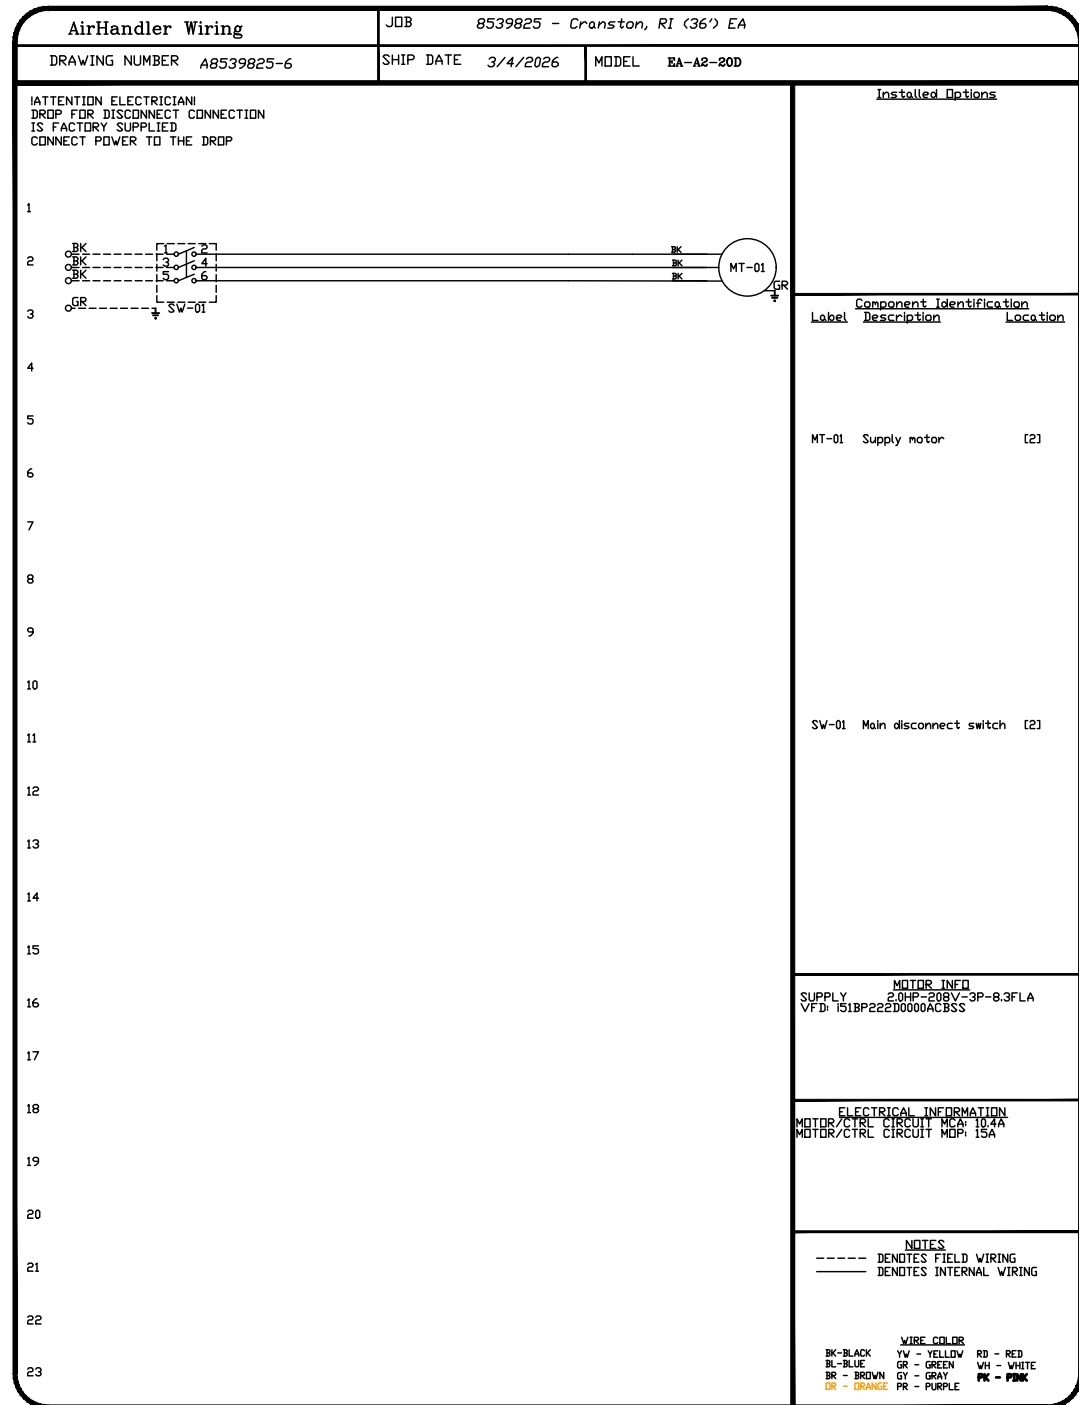 AirHandler Wiring
JOB 8539825 - Cranston, RI (36') EA
DRAWING NUMBER A8539825-6
SHIP DATE 3/4/2026
MODEL EA-A2-20D
!ATTENTION ELECTRICIAN!
DROP FOR DISCONNECT CONNECTION
IS FACTORY SUPPLIED
CONNECT POWER TO THE DROP
1
BK 1 2 BK
2 BK 3 4 BK MT-01
BK 5 6 BK
GR
GR SW-01
3
4
5
6
7
8
9
10
11
12
13
14
15
16
17
18
19
20
21
22
23
Installed Options
Component Identification
Label Description Location
MT-01 Supply motor [2]
SW-01 Main disconnect switch [2]
MOTOR INFO
SUPPLY 2.0HP-208V-3P-8.3FLA
VFD: i51BP222D0000ACBSS
ELECTRICAL INFORMATION
MOTOR/CTRL CIRCUIT MCA: 10.4A
MOTOR/CTRL CIRCUIT MOP: 15A
NOTES
----- DENOTES FIELD WIRING
DENOTES INTERNAL WIRING
WIRE COLOR
BK-BLACK YW - YELLOW RD - RED
BL-BLUE GR - GREEN WH - WHITE
BR - BROWN GY - GRAY PK - PINK
OR - ORANGE PR - PURPLE